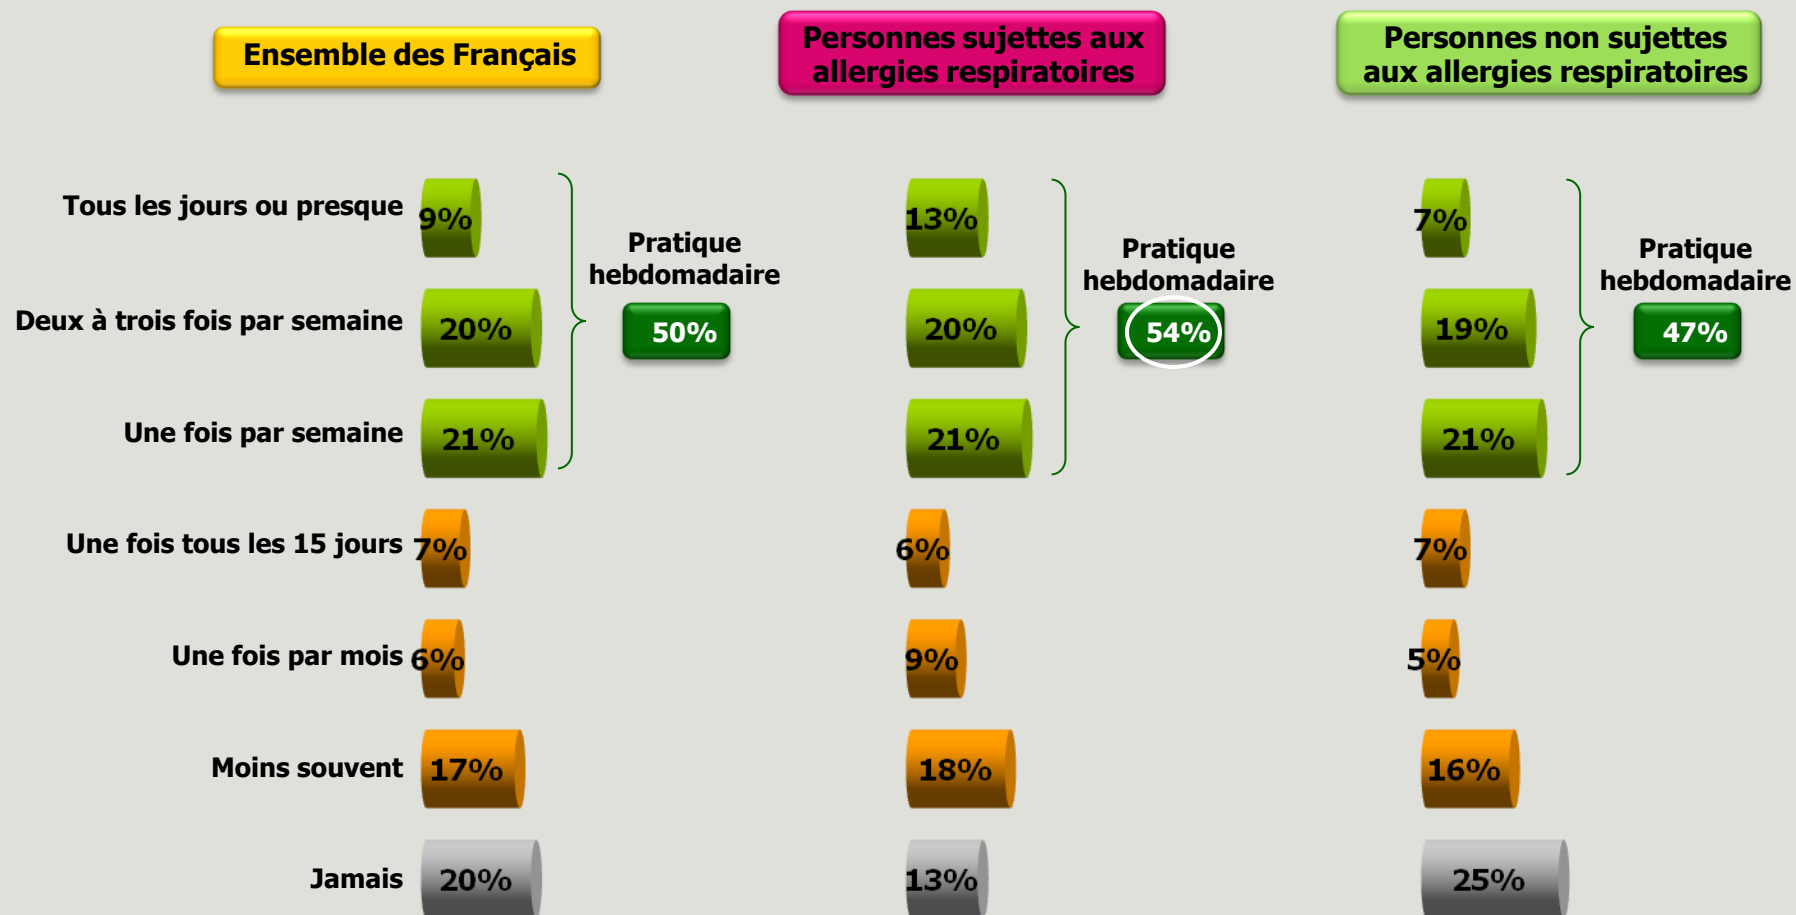 Ensemble des Français
Personnes sujettes aux
allergies respiratoires
Personnes non sujettes
aux allergies respiratoires
Tous les jours ou presque
9%
13%
7%
Pratique
hebdomadaire
50%
Pratique
hebdomadaire
54%
Pratique
hebdomadaire
47%
Deux à trois fois par semaine
20%
20%
19%
Une fois par semaine
21%
21%
21%
Une fois tous les 15 jours
7%
6%
7%
Une fois par mois
6%
9%
5%
Moins souvent
17%
18%
16%
Jamais
20%
13%
25%